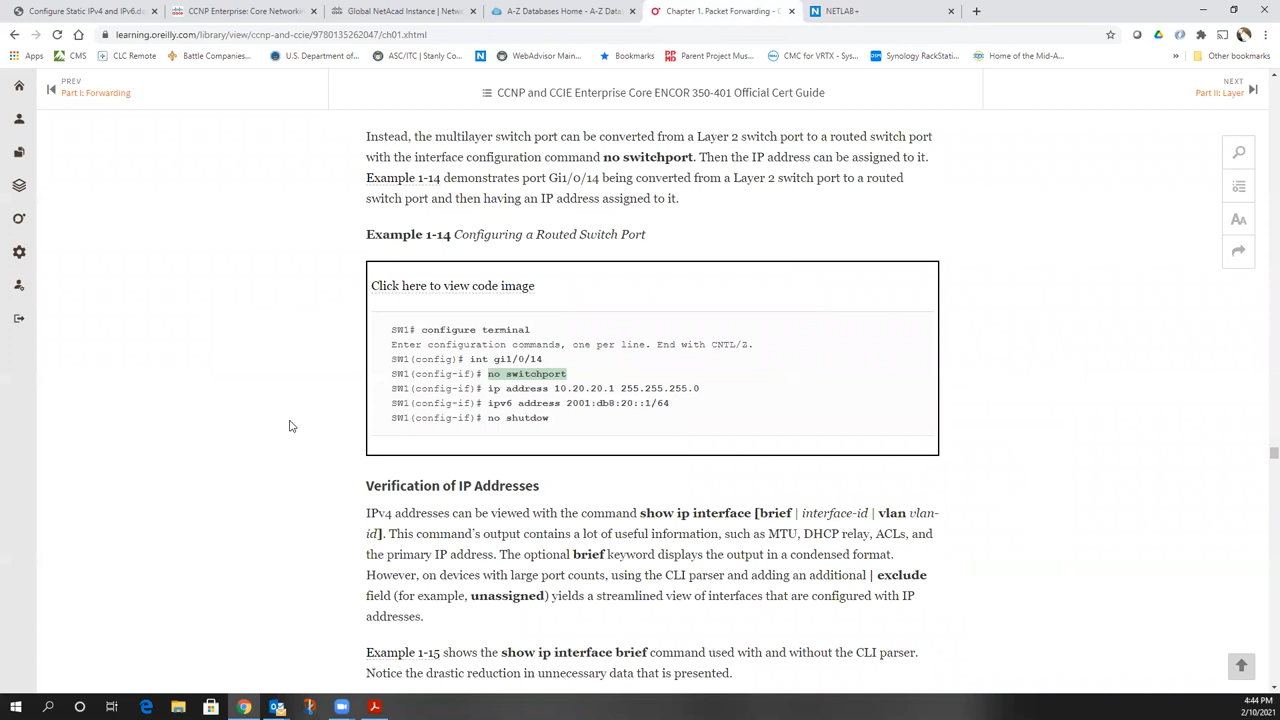 Configure Static IPv4 and IPv6.do
CCNP Enterprise: Core Networkin
Global NetAcad Instance | Netwo
A-Z Databases Home - A-Z Datab
Chapter 1. Packet Forwarding - C
NETLAB+
learning.oreilly.com/library/view/ccnp-and-ccie/9780135262047/ch01.xhtml
Apps
CMS
CLC Remote
Battle Companies...
U.S. Department of...
ASC/ITC | Stanly Co...
WebAdvisor Main...
Bookmarks
Parent Project Mus...
CMC for VRTX - Sys...
Synology RackStati...
Home of the Mid-A...
»
Other bookmarks
PREV
Part I: Forwarding
CCNP and CCIE Enterprise Core ENCOR 350-401 Official Cert Guide
NEXT
Part II: Layer
Instead, the multilayer switch port can be converted from a Layer 2 switch port to a routed switch port
with the interface configuration command no switchport. Then the IP address can be assigned to it.
Example 1-14 demonstrates port Gi1/0/14 being converted from a Layer 2 switch port to a routed
switch port and then having an IP address assigned to it.
Example 1-14 Configuring a Routed Switch Port
Click here to view code image
SW1# configure terminal
Enter configuration commands, one per line. End with CNTL/Z.
SW1(config)# int gi1/0/14
SW1(config-if)# no switchport
SW1(config-if)# ip address 10.20.20.1 255.255.255.0
SW1(config-if)# ipv6 address 2001:db8:20::1/64
SW1(config-if)# no shutdow
Verification of IP Addresses
IPv4 addresses can be viewed with the command show ip interface [brief | interface-id | vlan vlan-
id]. This command's output contains a lot of useful information, such as MTU, DHCP relay, ACLs, and
the primary IP address. The optional brief keyword displays the output in a condensed format.
However, on devices with large port counts, using the CLI parser and adding an additional | exclude
field (for example, unassigned) yields a streamlined view of interfaces that are configured with IP
addresses.
Example 1-15 shows the show ip interface brief command used with and without the CLI parser.
Notice the drastic reduction in unnecessary data that is presented.
AA
4:44 PM
2/10/2021